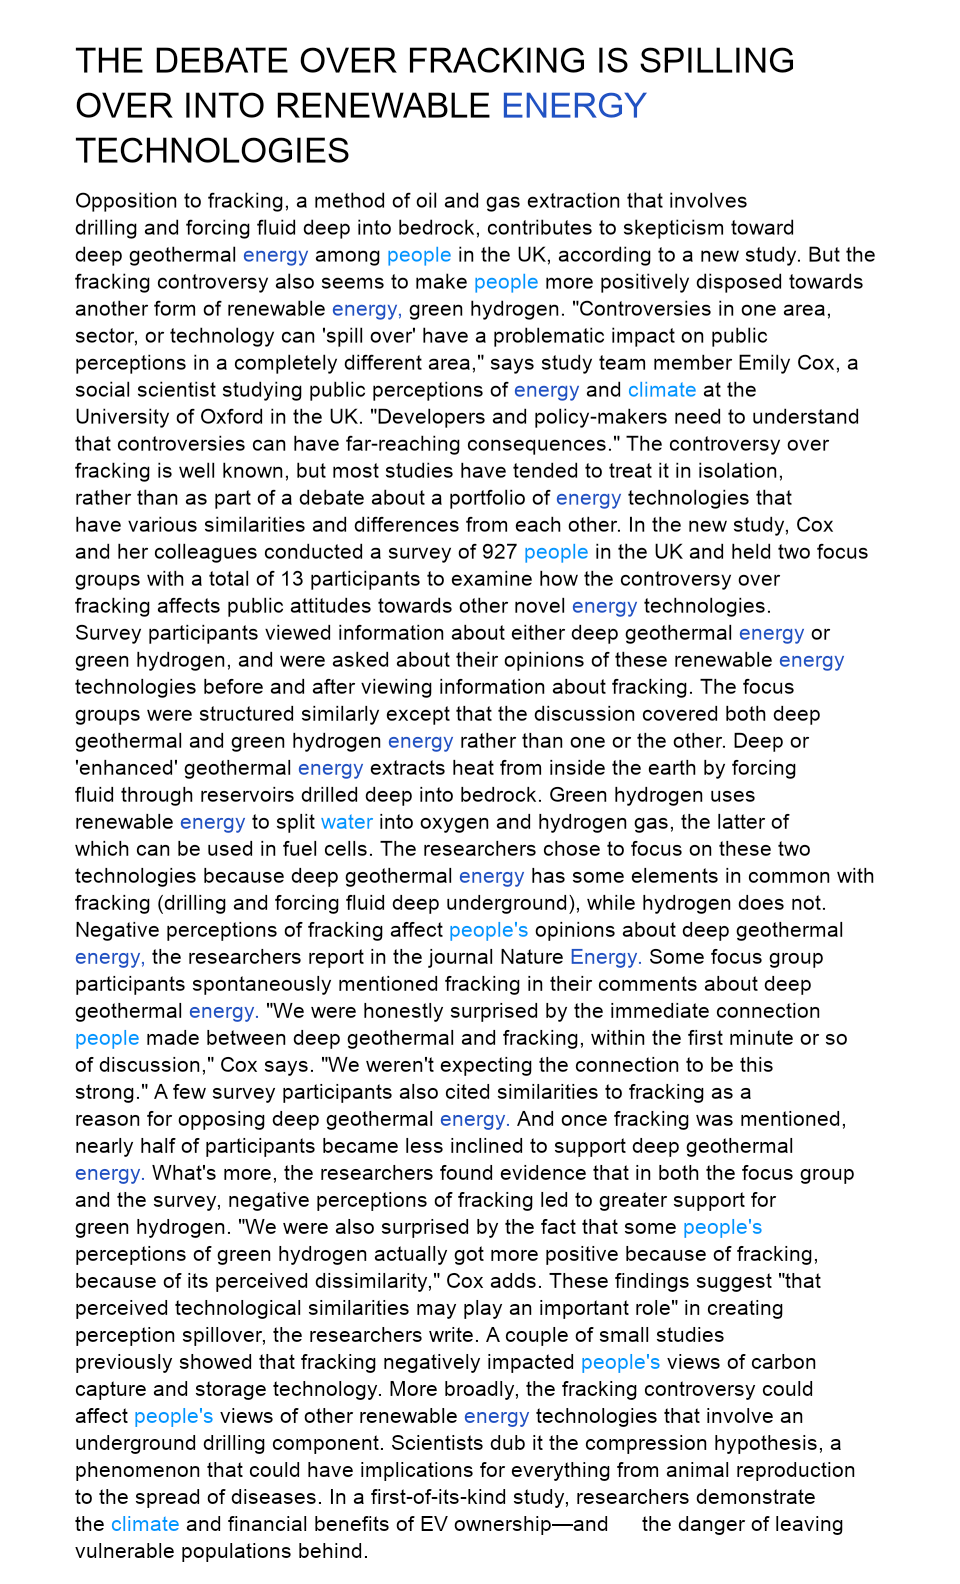 THE DEBATE OVER FRACKING IS SPILLING
OVER INTO RENEWABLE ENERGY
TECHNOLOGIES
Opposition to fracking, a method of oil and gas extraction that involves
drilling and forcing fluid deep into bedrock, contributes to skepticism toward
deep geothermal energy among people in the UK, according to a new study. But the
fracking controversy also seems to make people more positively disposed towards
another form of renewable energy, green hydrogen. "Controversies in one area,
sector, or technology can 'spill over' have a problematic impact on public
perceptions in a completely different area," says study team member Emily Cox, a
social scientist studying public perceptions of energy and climate at the
University of Oxford in the UK. "Developers and policy-makers need to understand
that controversies can have far-reaching consequences." The controversy over
fracking is well known, but most studies have tended to treat it in isolation,
rather than as part of a debate about a portfolio of energy technologies that
have various similarities and differences from each other. In the new study, Cox
and her colleagues conducted a survey of 927 people in the UK and held two focus
groups with a total of 13 participants to examine how the controversy over
fracking affects public attitudes towards other novel energy technologies.
Survey participants viewed information about either deep geothermal energy or
green hydrogen, and were asked about their opinions of these renewable energy
technologies before and after viewing information about fracking. The focus
groups were structured similarly except that the discussion covered both deep
geothermal and green hydrogen energy rather than one or the other. Deep or
'enhanced' geothermal energy extracts heat from inside the earth by forcing
fluid through reservoirs drilled deep into bedrock. Green hydrogen uses
renewable energy to split water into oxygen and hydrogen gas, the latter of
which can be used in fuel cells. The researchers chose to focus on these two
technologies because deep geothermal energy has some elements in common with
fracking (drilling and forcing fluid deep underground), while hydrogen does not.
Negative perceptions of fracking affect people's opinions about deep geothermal
energy, the researchers report in the journal Nature Energy. Some focus group
participants spontaneously mentioned fracking in their comments about deep
geothermal energy. "We were honestly surprised by the immediate connection
people made between deep geothermal and fracking, within the first minute or so
of discussion," Cox says. "We weren't expecting the connection to be this
strong." A few survey participants also cited similarities to fracking as a
reason for opposing deep geothermal energy. And once fracking was mentioned,
nearly half of participants became less inclined to support deep geothermal
energy. What's more, the researchers found evidence that in both the focus group
and the survey, negative perceptions of fracking led to greater support for
green hydrogen. "We were also surprised by the fact that some people's
perceptions of green hydrogen actually got more positive because of fracking,
because of its perceived dissimilarity," Cox adds. These findings suggest "that
perceived technological similarities may play an important role" in creating
perception spillover, the researchers write. A couple of small studies
previously showed that fracking negatively impacted people's views of carbon
capture and storage technology. More broadly, the fracking controversy could
affect people's views of other renewable energy technologies that involve an
underground drilling component. Scientists dub it the compression hypothesis, a
phenomenon that could have implications for everything from animal reproduction
to the spread of diseases. In a first-of-its-kind study, researchers demonstrate
the climate and financial benefits of EV ownership—and the danger of leaving
vulnerable populations behind.